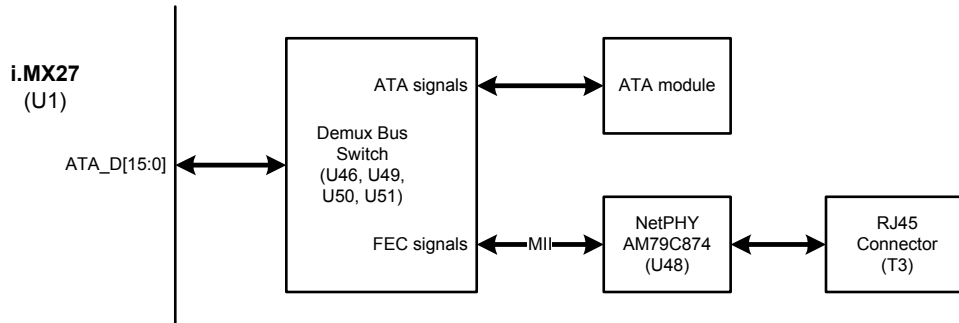 i.MX27
(U1)
ATA_D[15:0]
ATA signals
Demux Bus
Switch
(U46, U49,
U50, U51)
FEC signals
ATA module
MII
NetPHY
AM79C874
(U48)
RJ45
Connector
(T3)